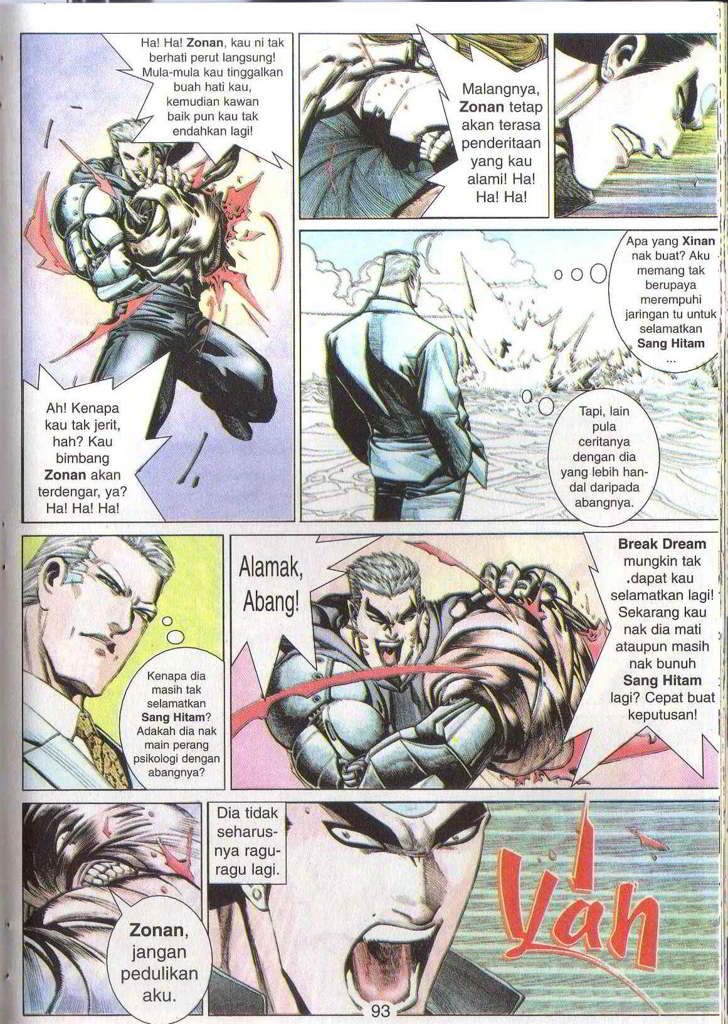 Ha! Ha! Zonan, kau ni tak
berhati perut langsung!
Mula-mula kau tinggalkan
buah hati kau,
kemudian kawan
baik pun kau tak
endahkan lagi!
Ah! Kenapa
kau tak jerit,
hah? Kau
bimbang
Zonan akan
terdengar, ya?
Ha! Ha! Ha!
Malangnya,
Zonan tetap
akan terasa
penderitaan
yang kau
alami! Ha!
Ha! Ha!
Apa yang Xinan
nak buat? Aku
memang tak
berupaya
merempuhi
jaringan tu untuk
selamatkan
Sang Hitam
...
Tapi, lain
pula
ceritanya
dengan dia
yang lebih han-
dal daripada
abangnya.
Kenapa dia
masih tak
selamatkan
Sang Hitam?
Adakah dia nak
main perang
psikologi dengan
abangnya?
Alamak,
Abang!
Break Dream
mungkin tak
dapat kau
selamatkan lagi!
Sekarang kau
nak dia mati
ataupun masih
nak bunuh
Sang Hitam
lagi? Cepat buat
keputusan!
Zonan,
jangan
pedulikan
aku.
Dia tidak
seharus-
nya ragu-
ragu lagi.
Yah!
93